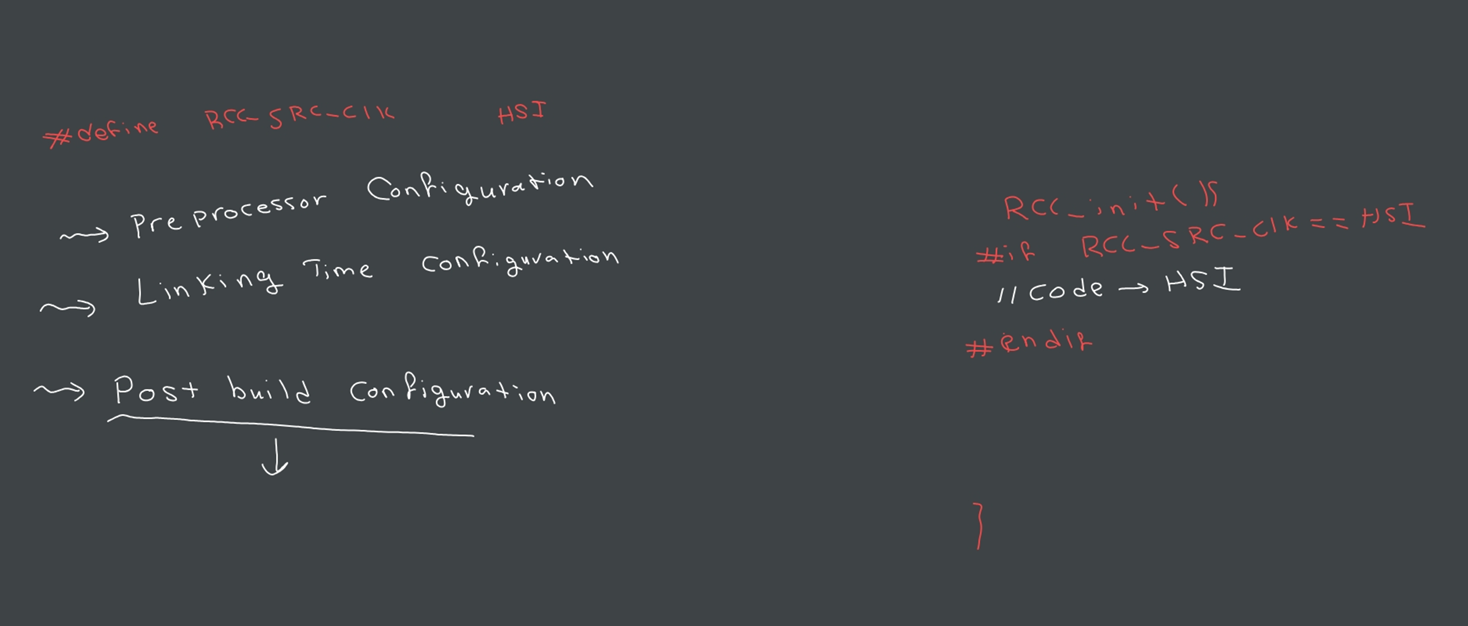 #define RCC_SRC_Clk HSI
Preprocessor Configuration
Linking Time Configuration
Post build Configuration
RCC_init(){
#if RCC_SRC_Clk == HSI
//Code → HSI
#endif
}